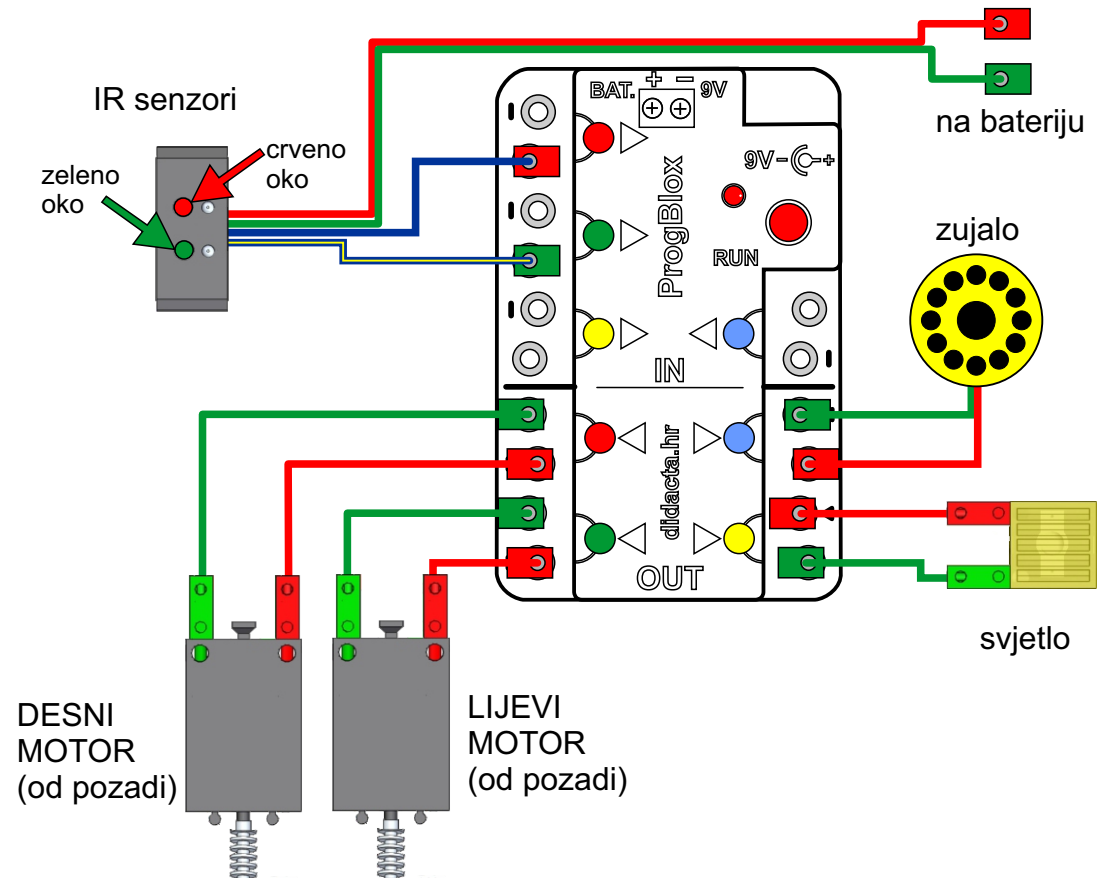 IR senzori
crveno
oko
zeleno
oko
na bateriju
BAT. + - 9V
9V - +
ProgBlox
RUN
IN
zujalo
didacta.hr
OUT
svjetlo
DESNI
MOTOR
(od pozadi)
LIJEVI
MOTOR
(od pozadi)